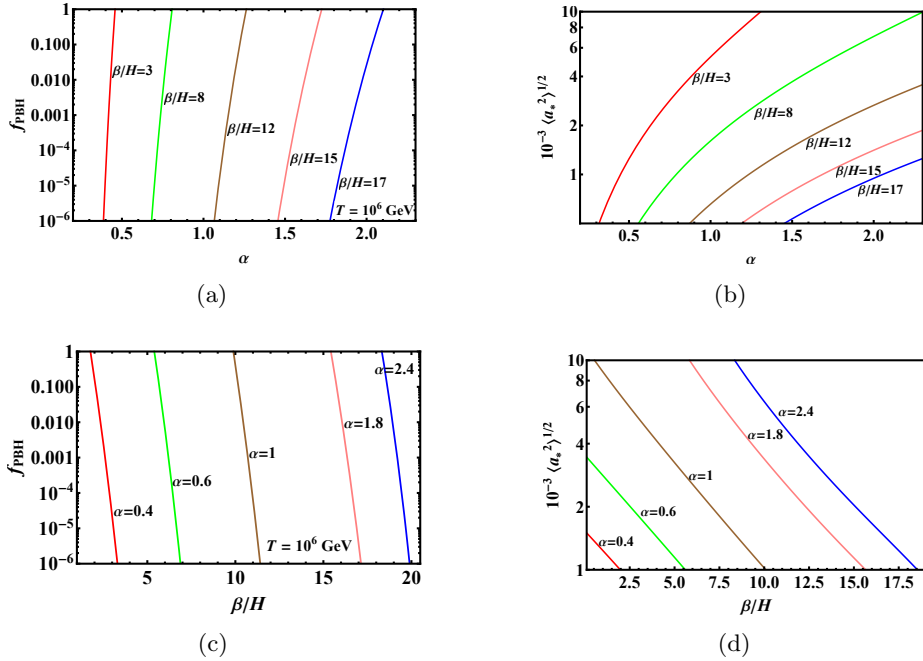 1
0.100
0.010
0.001
10⁻⁴
10⁻⁵
10⁻⁶
f_PBH
β/H=3
β/H=8
β/H=12
β/H=15
β/H=17
T = 10⁶ GeV
0.5 1.0 1.5 2.0
α
(a)
10
8
6
4
2
1
10⁻³ ⟨a_*²⟩^1/2
β/H=3
β/H=8
β/H=12
β/H=15
β/H=17
0.5 1.0 1.5 2.0
α
(b)
1
0.100
0.010
0.001
10⁻⁴
10⁻⁵
10⁻⁶
f_PBH
α=2.4
α=1.8
α=1
α=0.6
α=0.4
T = 10⁶ GeV
5 10 15 20
β/H
(c)
10
6
4
2
1
10⁻³ ⟨a_*²⟩^1/2
α=2.4
α=1.8
α=1
α=0.6
α=0.4
2.5 5.0 7.5 10.0 12.5 15.0 17.5
β/H
(d)